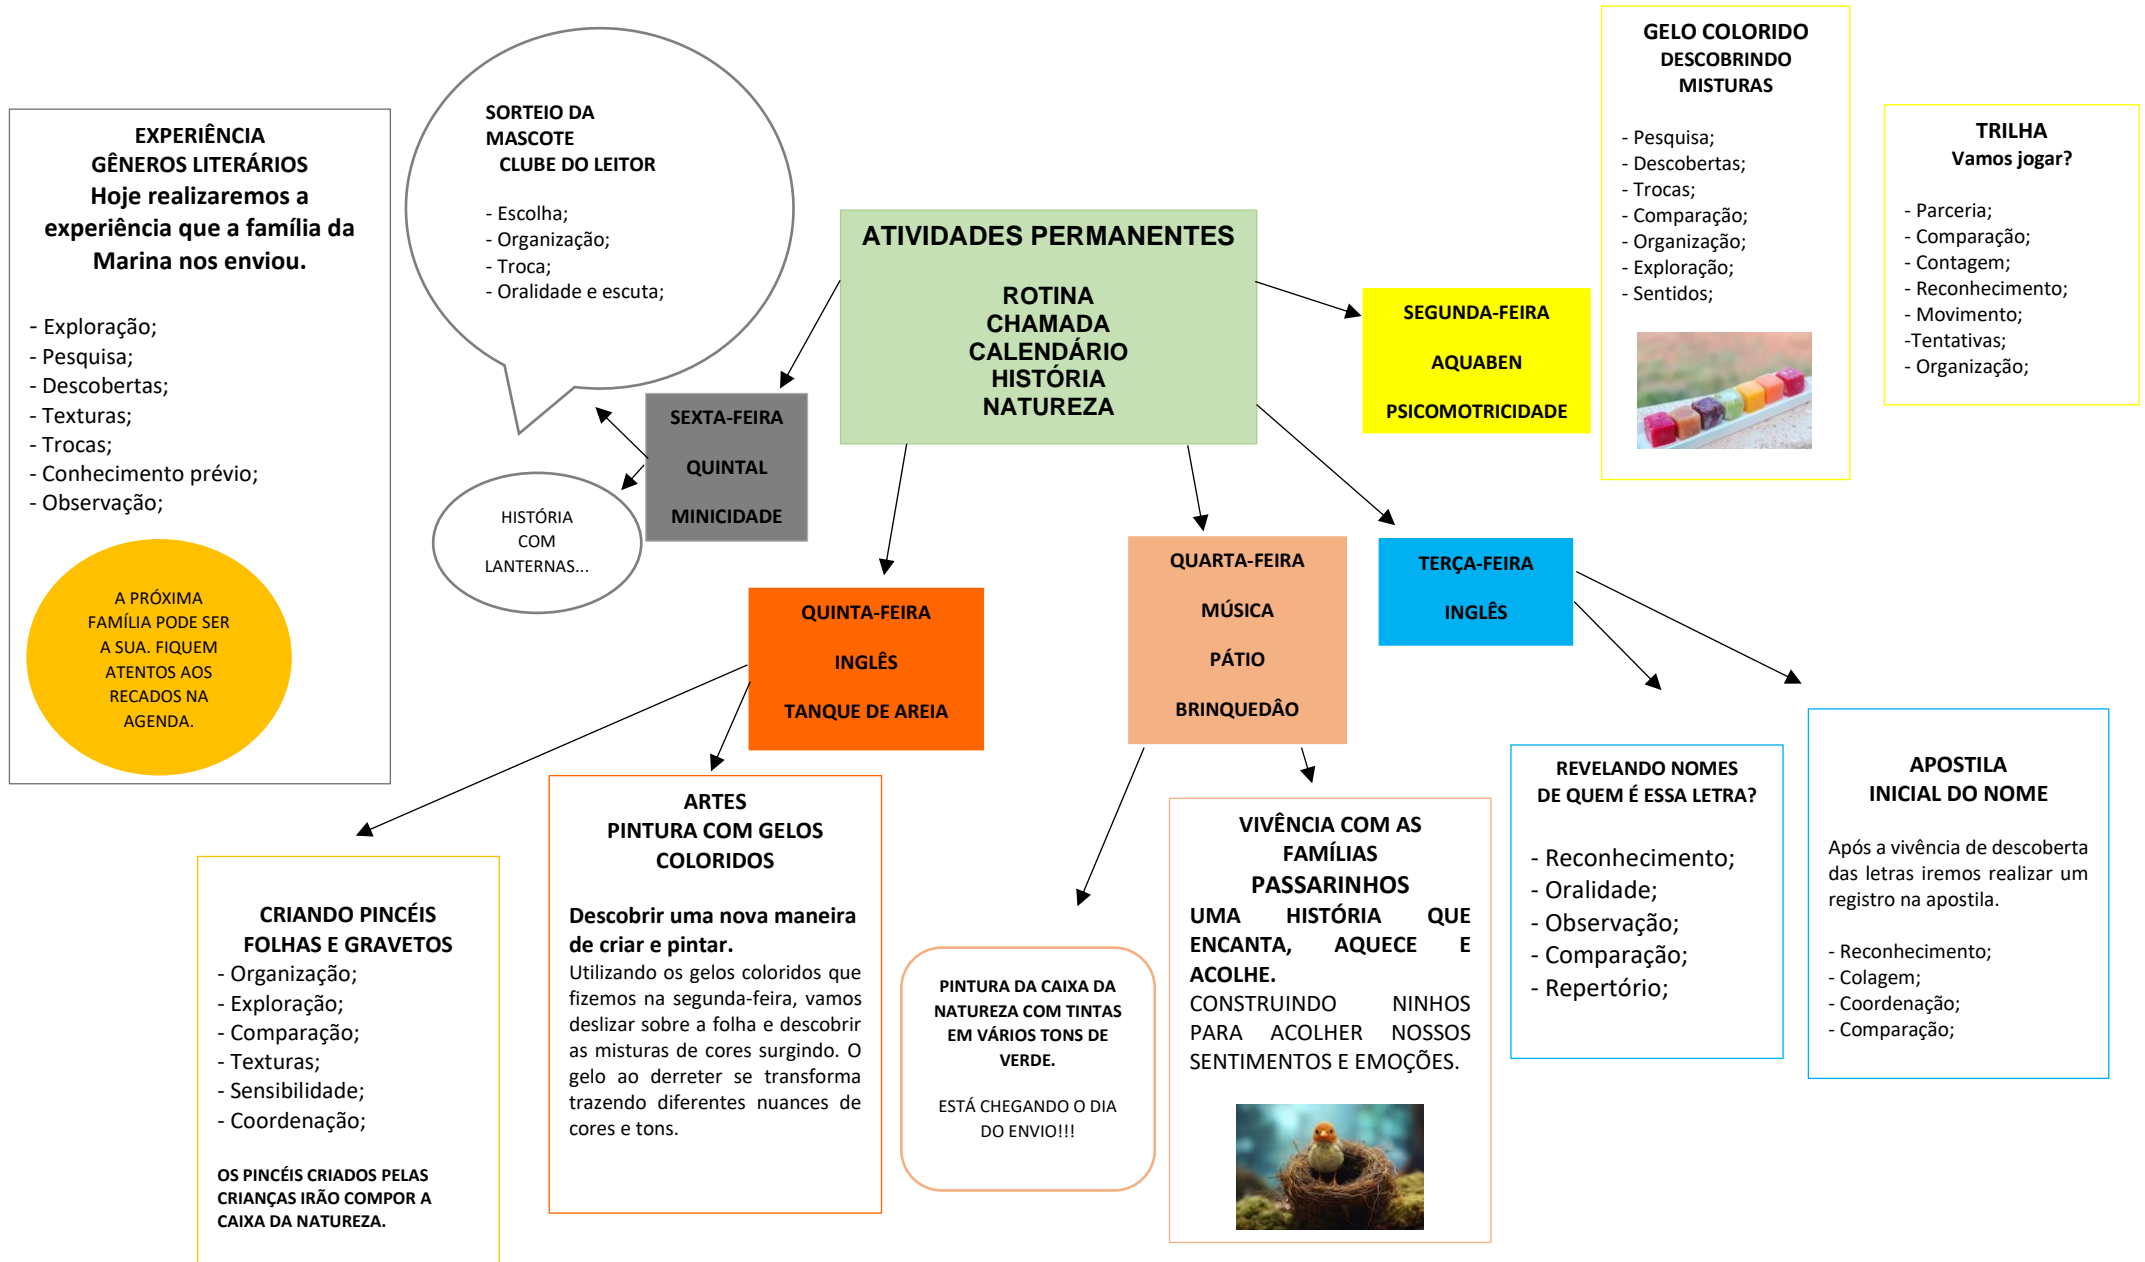 EXPERIÊNCIA
GÊNEROS LITERÁRIOS
Hoje realizaremos a
experiência que a família da
Marina nos enviou.
- Exploração;
- Pesquisa;
- Descobertas;
- Texturas;
- Trocas;
- Conhecimento prévio;
- Observação;
A PRÓXIMA
FAMÍLIA PODE SER
A SUA. FIQUEM
ATENTOS AOS
RECADOS NA
AGENDA.
SORTEIO DA
MASCOTE
CLUBE DO LEITOR
- Escolha;
- Organização;
- Troca;
- Oralidade e escuta;
HISTÓRIA
COM
LANTERNAS...
SEXTA-FEIRA
QUINTAL
MINICIDADE
ATIVIDADES PERMANENTES
ROTINA
CHAMADA
CALENDÁRIO
HISTÓRIA
NATUREZA
SEGUNDA-FEIRA
AQUABEN
PSICOMOTRICIDADE
GELO COLORIDO
DESCOBRINDO
MISTURAS
- Pesquisa;
- Descobertas;
- Trocas;
- Comparação;
- Organização;
- Exploração;
- Sentidos;
TRILHA
Vamos jogar?
- Parceria;
- Comparação;
- Contagem;
- Reconhecimento;
- Movimento;
-Tentativas;
- Organização;
QUINTA-FEIRA
INGLÊS
TANQUE DE AREIA
QUARTA-FEIRA
MÚSICA
PÁTIO
BRINQUEDÂO
TERÇA-FEIRA
INGLÊS
CRIANDO PINCÉIS
FOLHAS E GRAVETOS
- Organização;
- Exploração;
- Comparação;
- Texturas;
- Sensibilidade;
- Coordenação;
OS PINCÉIS CRIADOS PELAS
CRIANÇAS IRÃO COMPOR A
CAIXA DA NATUREZA.
ARTES
PINTURA COM GELOS
COLORIDOS
Descobrir uma nova maneira
de criar e pintar.
Utilizando os gelos coloridos que
fizemos na segunda-feira, vamos
deslizar sobre a folha e descobrir
as misturas de cores surgindo. O
gelo ao derreter se transforma
trazendo diferentes nuances de
cores e tons.
PINTURA DA CAIXA DA
NATUREZA COM TINTAS
EM VÁRIOS TONS DE
VERDE.
ESTÁ CHEGANDO O DIA
DO ENVIO!!!
VIVÊNCIA COM AS
FAMÍLIAS
PASSARINHOS
UMA HISTÓRIA QUE
ENCANTA, AQUECE E
ACOLHE.
CONSTRUINDO NINHOS
PARA ACOLHER NOSSOS
SENTIMENTOS E EMOÇÕES.
REVELANDO NOMES
DE QUEM É ESSA LETRA?
- Reconhecimento;
- Oralidade;
- Observação;
- Comparação;
- Repertório;
APOSTILA
INICIAL DO NOME
Após a vivência de descoberta
das letras iremos realizar um
registro na apostila.
- Reconhecimento;
- Colagem;
- Coordenação;
- Comparação;